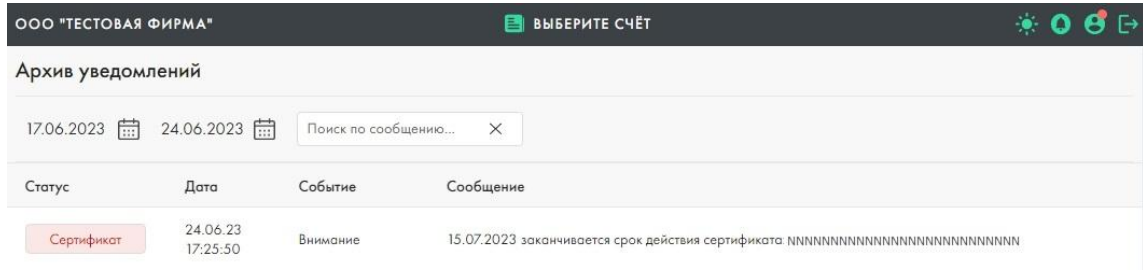 ООО "ТЕСТОВАЯ ФИРМА" ВЫБЕРИТЕ СЧЁТ
Архив уведомлений
17.06.2023 24.06.2023 Поиск по сообщению...
Статус Дата Событие Сообщение
Сертификат 24.06.23 17:25:50 Внимание 15.07.2023 заканчивается срок действия сертификата: NNNNNNNNNNNNNNNNNNNNNNNNNNN